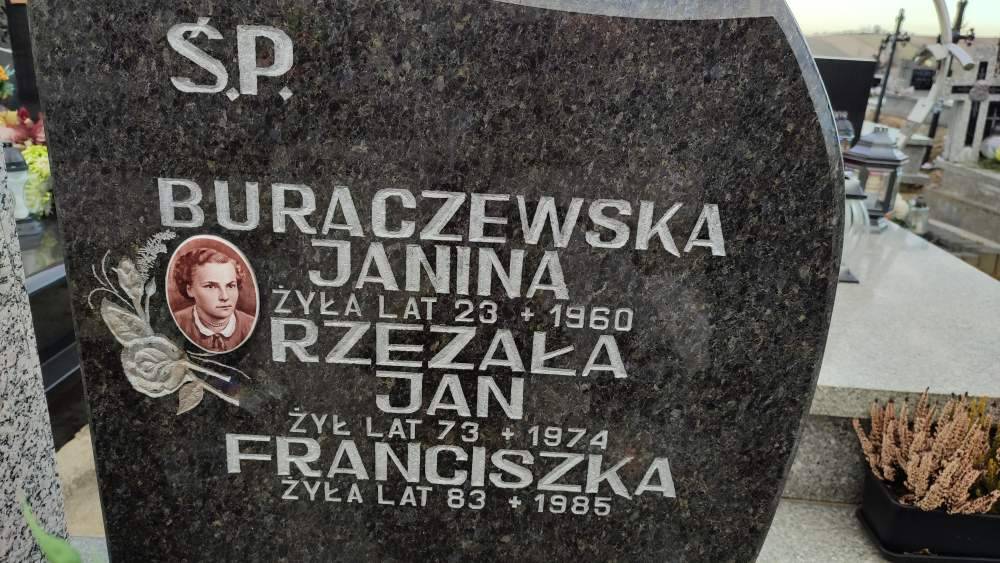 Ś.P.
BURACZEWSKA
JANINA
ŻYŁA LAT 23 + 1960
RZEZAŁA
JAN
ŻYŁ LAT 73 + 1974
FRANCISZKA
ŻYŁA LAT 83 + 1985